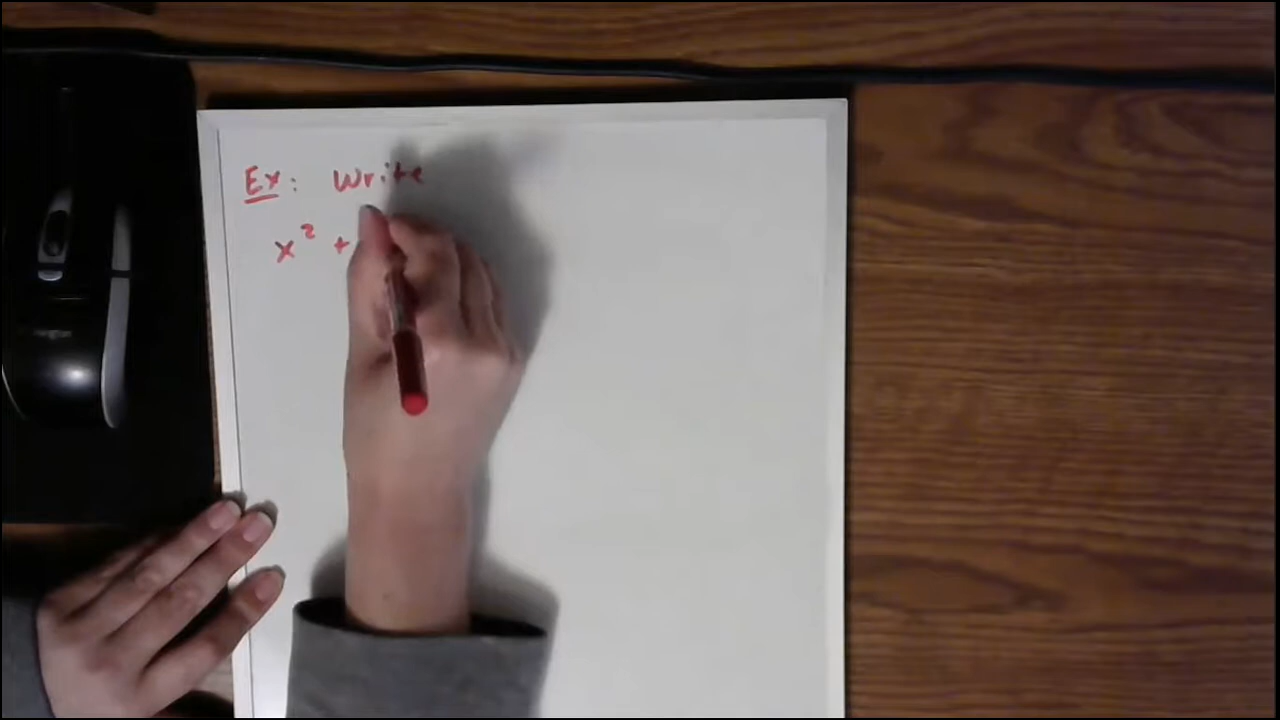 Ex: Write
x² +